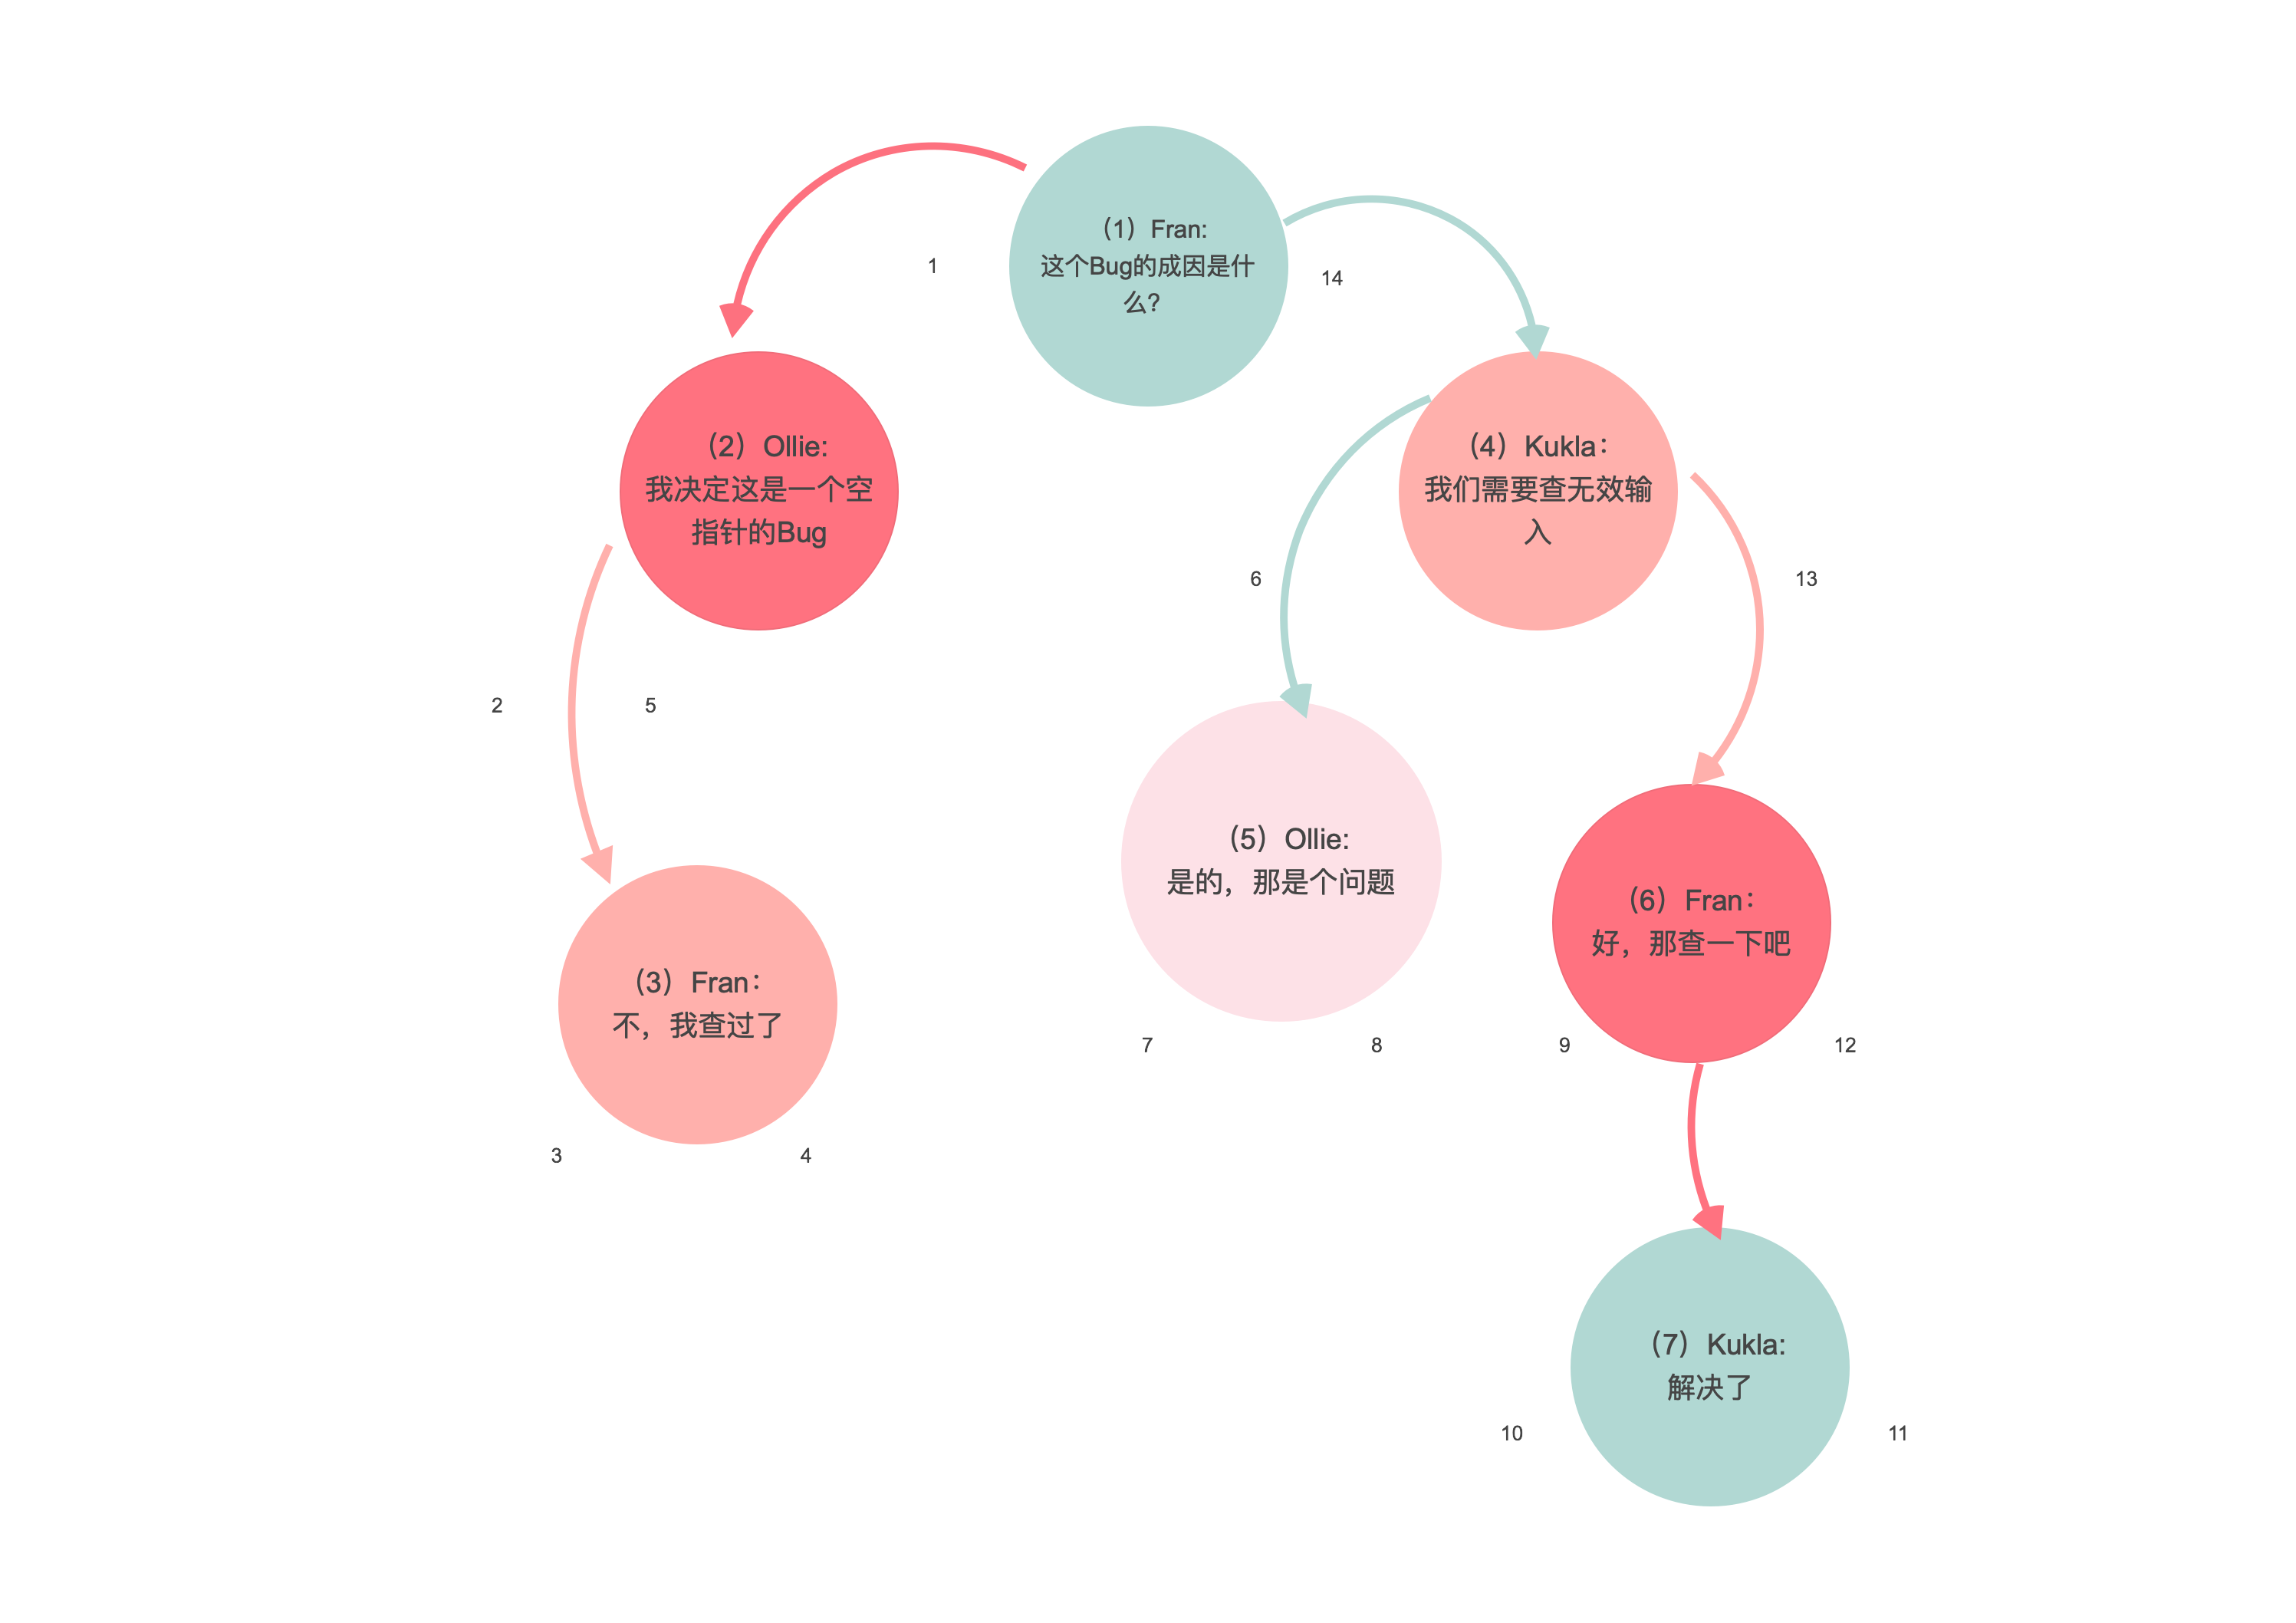 （1）Fran:
这个Bug的成因是什
么？
1
14
（2）Ollie:
我决定这是一个空
指针的Bug
（4）Kukla：
我们需要查无效输
入
6
13
2
5
（5）Ollie:
是的，那是个问题
（6）Fran：
好，那查一下吧
（3）Fran：
不，我查过了
7
8
9
12
3
4
（7）Kukla:
解决了
10
11